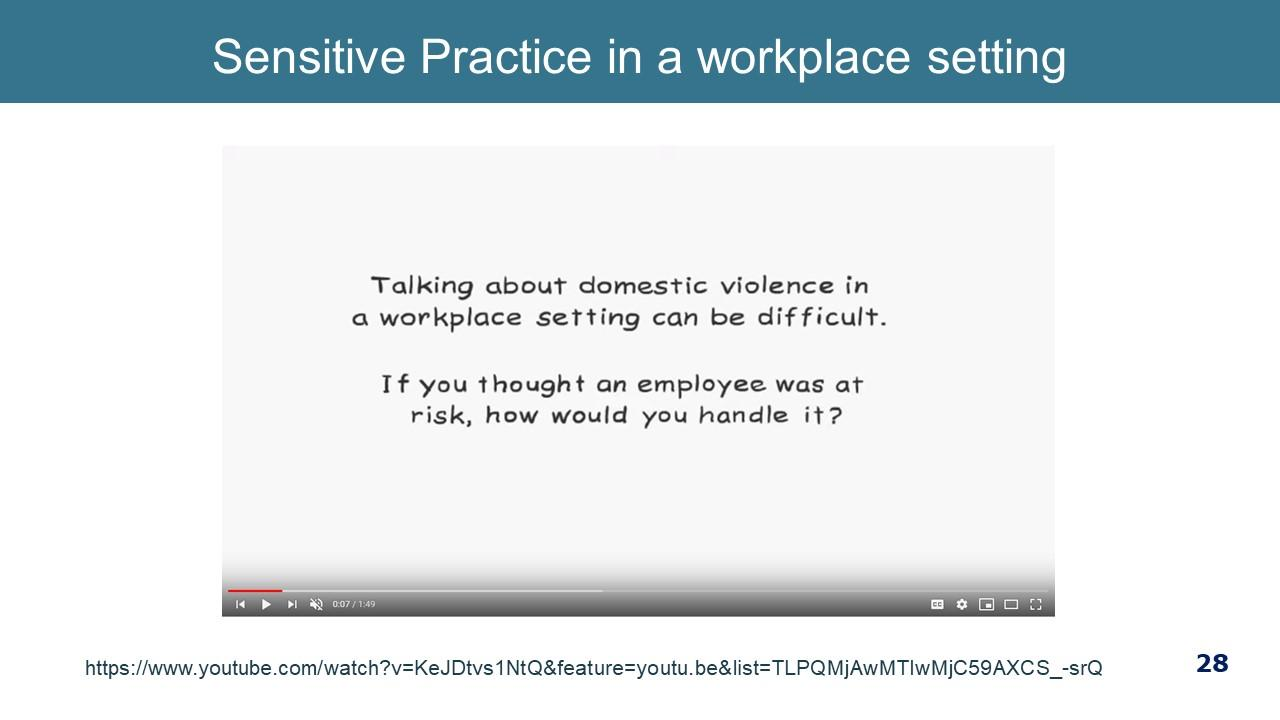 Sensitive Practice in a workplace setting
Talking about domestic violence in
a workplace setting can be difficult.
If you thought an employee was at
risk, how would you handle it?
0:07 / 1:49
CC
https://www.youtube.com/watch?v=KeJDtvs1NtQ&feature=youtu.be&list=TLPQMjAwMTIwMjC59AXCS_-srQ
28